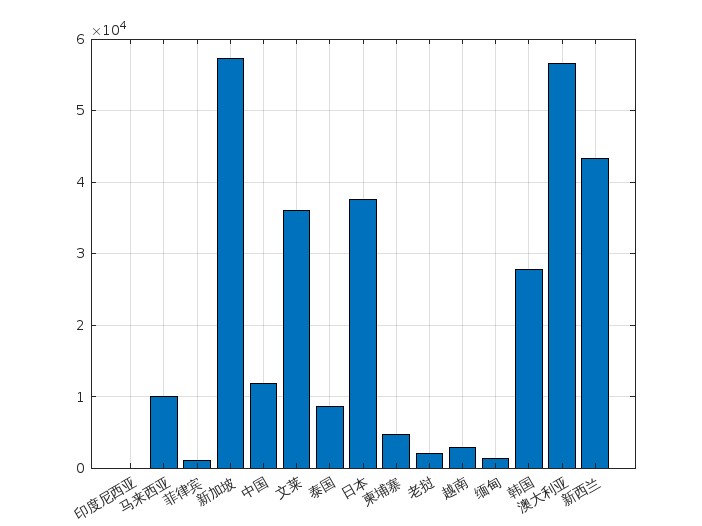 ×10⁴
6
5
4
3
2
1
0
印度尼西亚
马来西亚
菲律宾
新加坡
中国
文莱
泰国
日本
柬埔寨
老挝
越南
缅甸
韩国
澳大利亚
新西兰